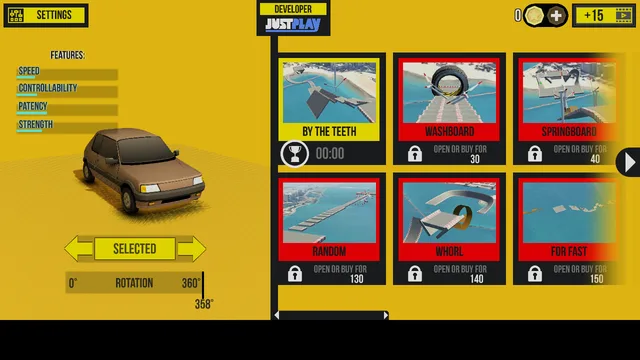 SETTINGS
DEVELOPER
JUSTPLAY
0
+15
FEATURES:
SPEED
CONTROLLABILITY
PATENCY
STRENGTH
SELECTED
0°
ROTATION
360°
358°
BY THE TEETH
00:00
WASHBOARD
OPEN OR BUY FOR
30
SPRINGBOARD
OPEN OR BUY FOR
40
RANDOM
OPEN OR BUY FOR
130
WHORL
OPEN OR BUY FOR
140
FOR FAST
OPEN OR BUY FOR
150